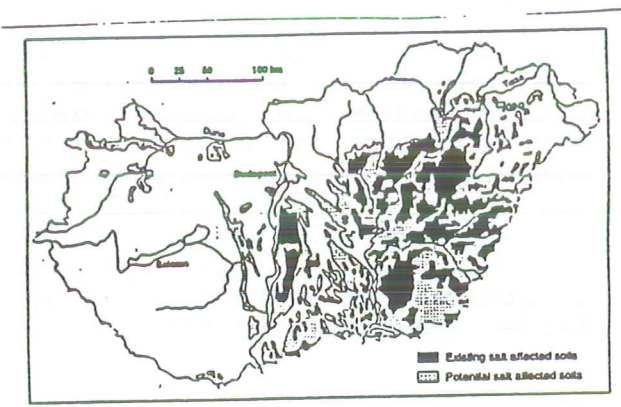 0 25 50 100 km
Tisza
Duna
Budapest
Balaton
Existing salt affected soils
Potential salt affected soils